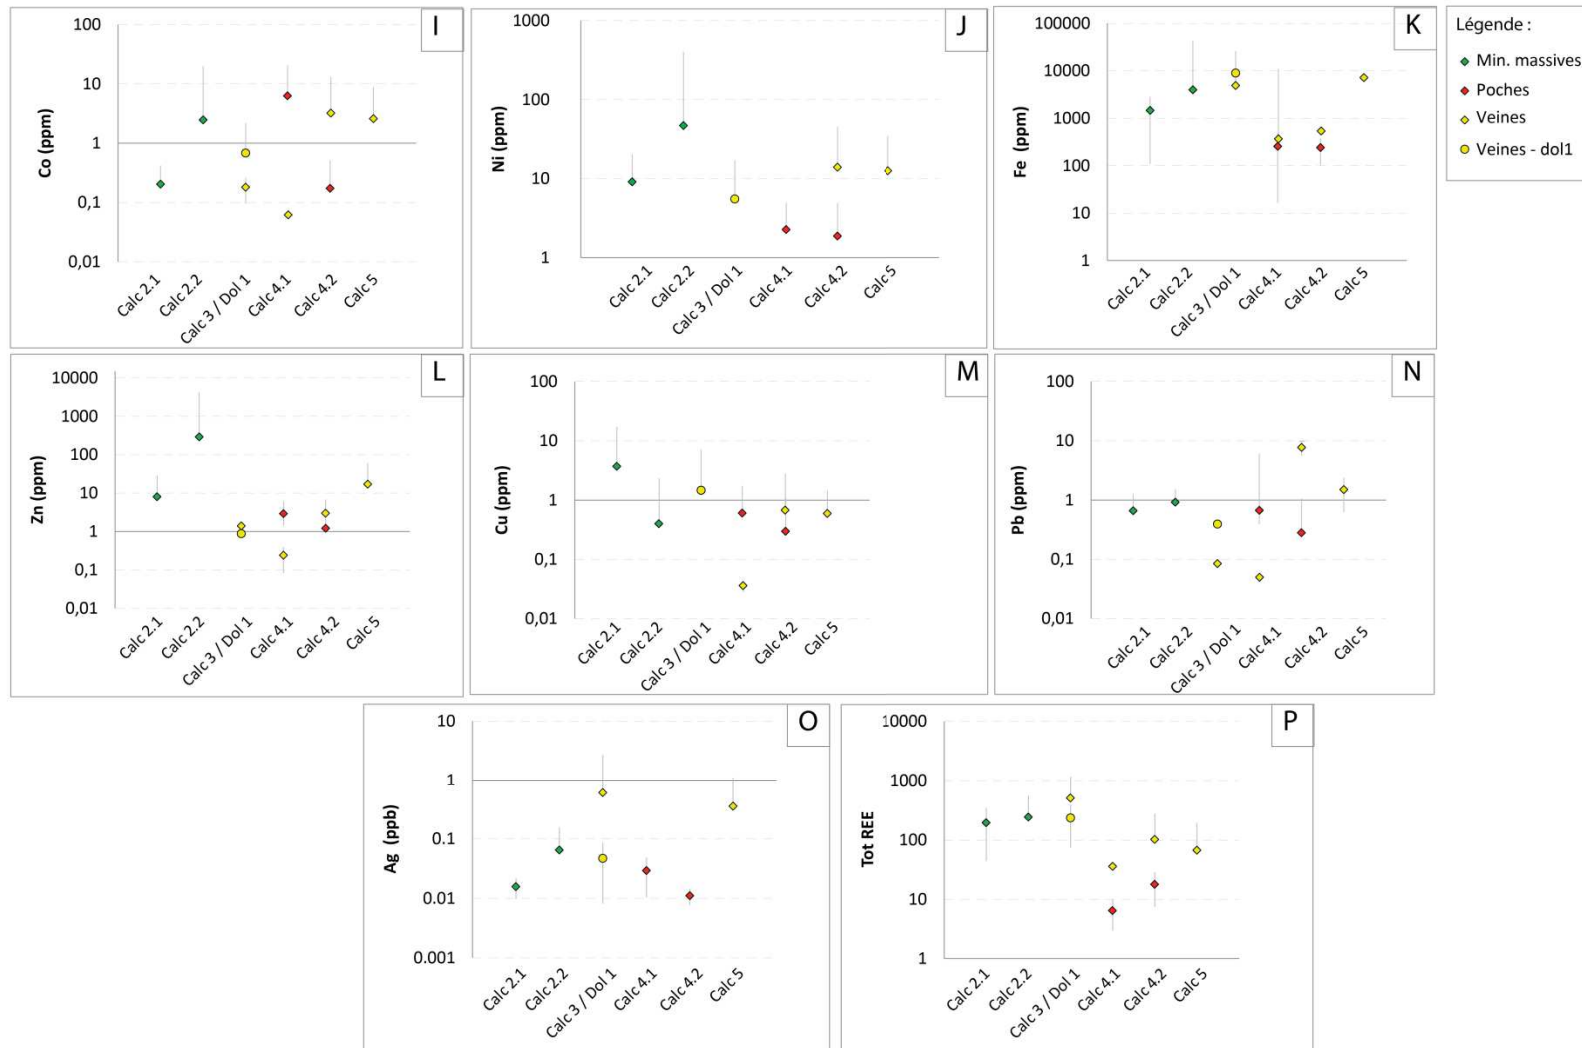 I
Co (ppm)
100
10
1
0,1
0,01
Calc 2.1
Calc 2.2
Calc 3 / Dol 1
Calc 4.1
Calc 4.2
Calc 5
J
Ni (ppm)
1000
100
10
1
Calc 2.1
Calc 2.2
Calc 3 / Dol 1
Calc 4.1
Calc 4.2
Calc 5
K
Fe (ppm)
100000
10000
1000
100
10
1
Calc 2.1
Calc 2.2
Calc 3 / Dol 1
Calc 4.1
Calc 4.2
Calc 5
Légende :
Min. massives
Poches
Veines
Veines - dol1
L
Zn (ppm)
10000
1000
100
10
1
0,1
0,01
Calc 2.1
Calc 2.2
Calc 3 / Dol 1
Calc 4.1
Calc 4.2
Calc 5
M
Cu (ppm)
100
10
1
0,1
0,01
Calc 2.1
Calc 2.2
Calc 3 / Dol 1
Calc 4.1
Calc 4.2
Calc 5
N
Pb (ppm)
100
10
1
0,1
0,01
Calc 2.1
Calc 2.2
Calc 3 / Dol 1
Calc 4.1
Calc 4.2
Calc 5
O
Ag (ppb)
10
1
0.1
0.01
0.001
Calc 2.1
Calc 2.2
Calc 3 / Dol 1
Calc 4.1
Calc 4.2
Calc 5
P
Tot REE
10000
1000
100
10
1
Calc 2.1
Calc 2.2
Calc 3 / Dol 1
Calc 4.1
Calc 4.2
Calc 5